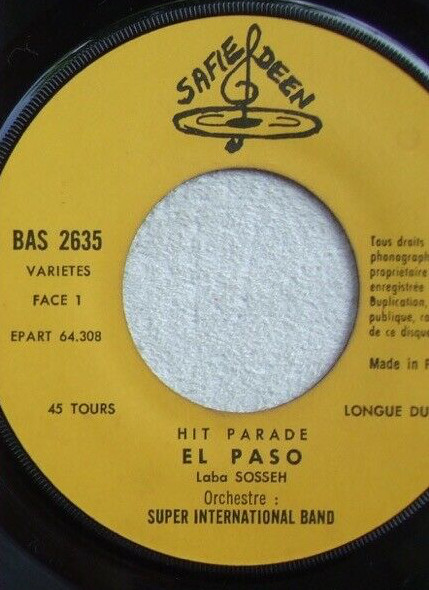 SAFIE DEEN
BAS 2635
VARIETES
FACE 1
EPART 64.308
45 TOURS
Tous droits
phonograph
propriétaire
enregistrée
Duplication,
publique, ra
de ce disque
Made in F
LONGUE DU
HIT PARADE
EL PASO
Laba SOSSEH
Orchestre :
SUPER INTERNATIONAL BAND